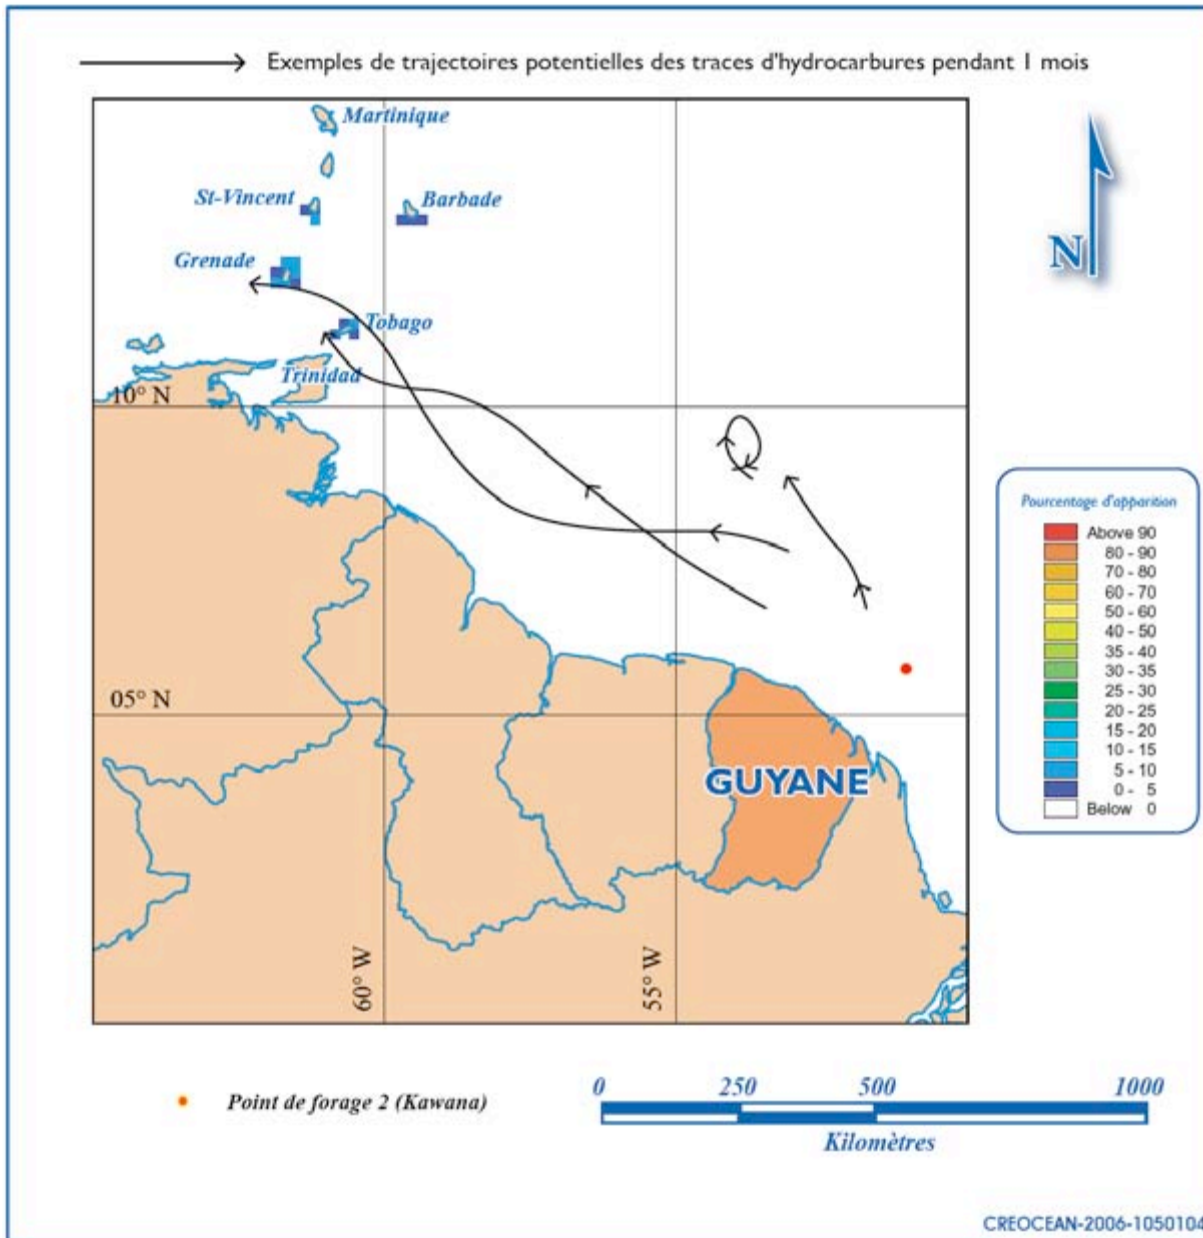 Exemples de trajectoires potentielles des traces d'hydrocarbures pendant 1 mois
Martinique
St-Vincent
Barbade
Grenade
Tobago
Trinidad
N
10° N
05° N
GUYANE
60° W
55° W
Pourcentage d'apparition
Above 90
80 - 90
70 - 80
60 - 70
50 - 60
40 - 50
35 - 40
30 - 35
25 - 30
20 - 25
15 - 20
10 - 15
5 - 10
0 - 5
Below 0
Point de forage 2 (Kawana)
0 250 500 1000
Kilomètres
CREOCEAN-2006-1050104